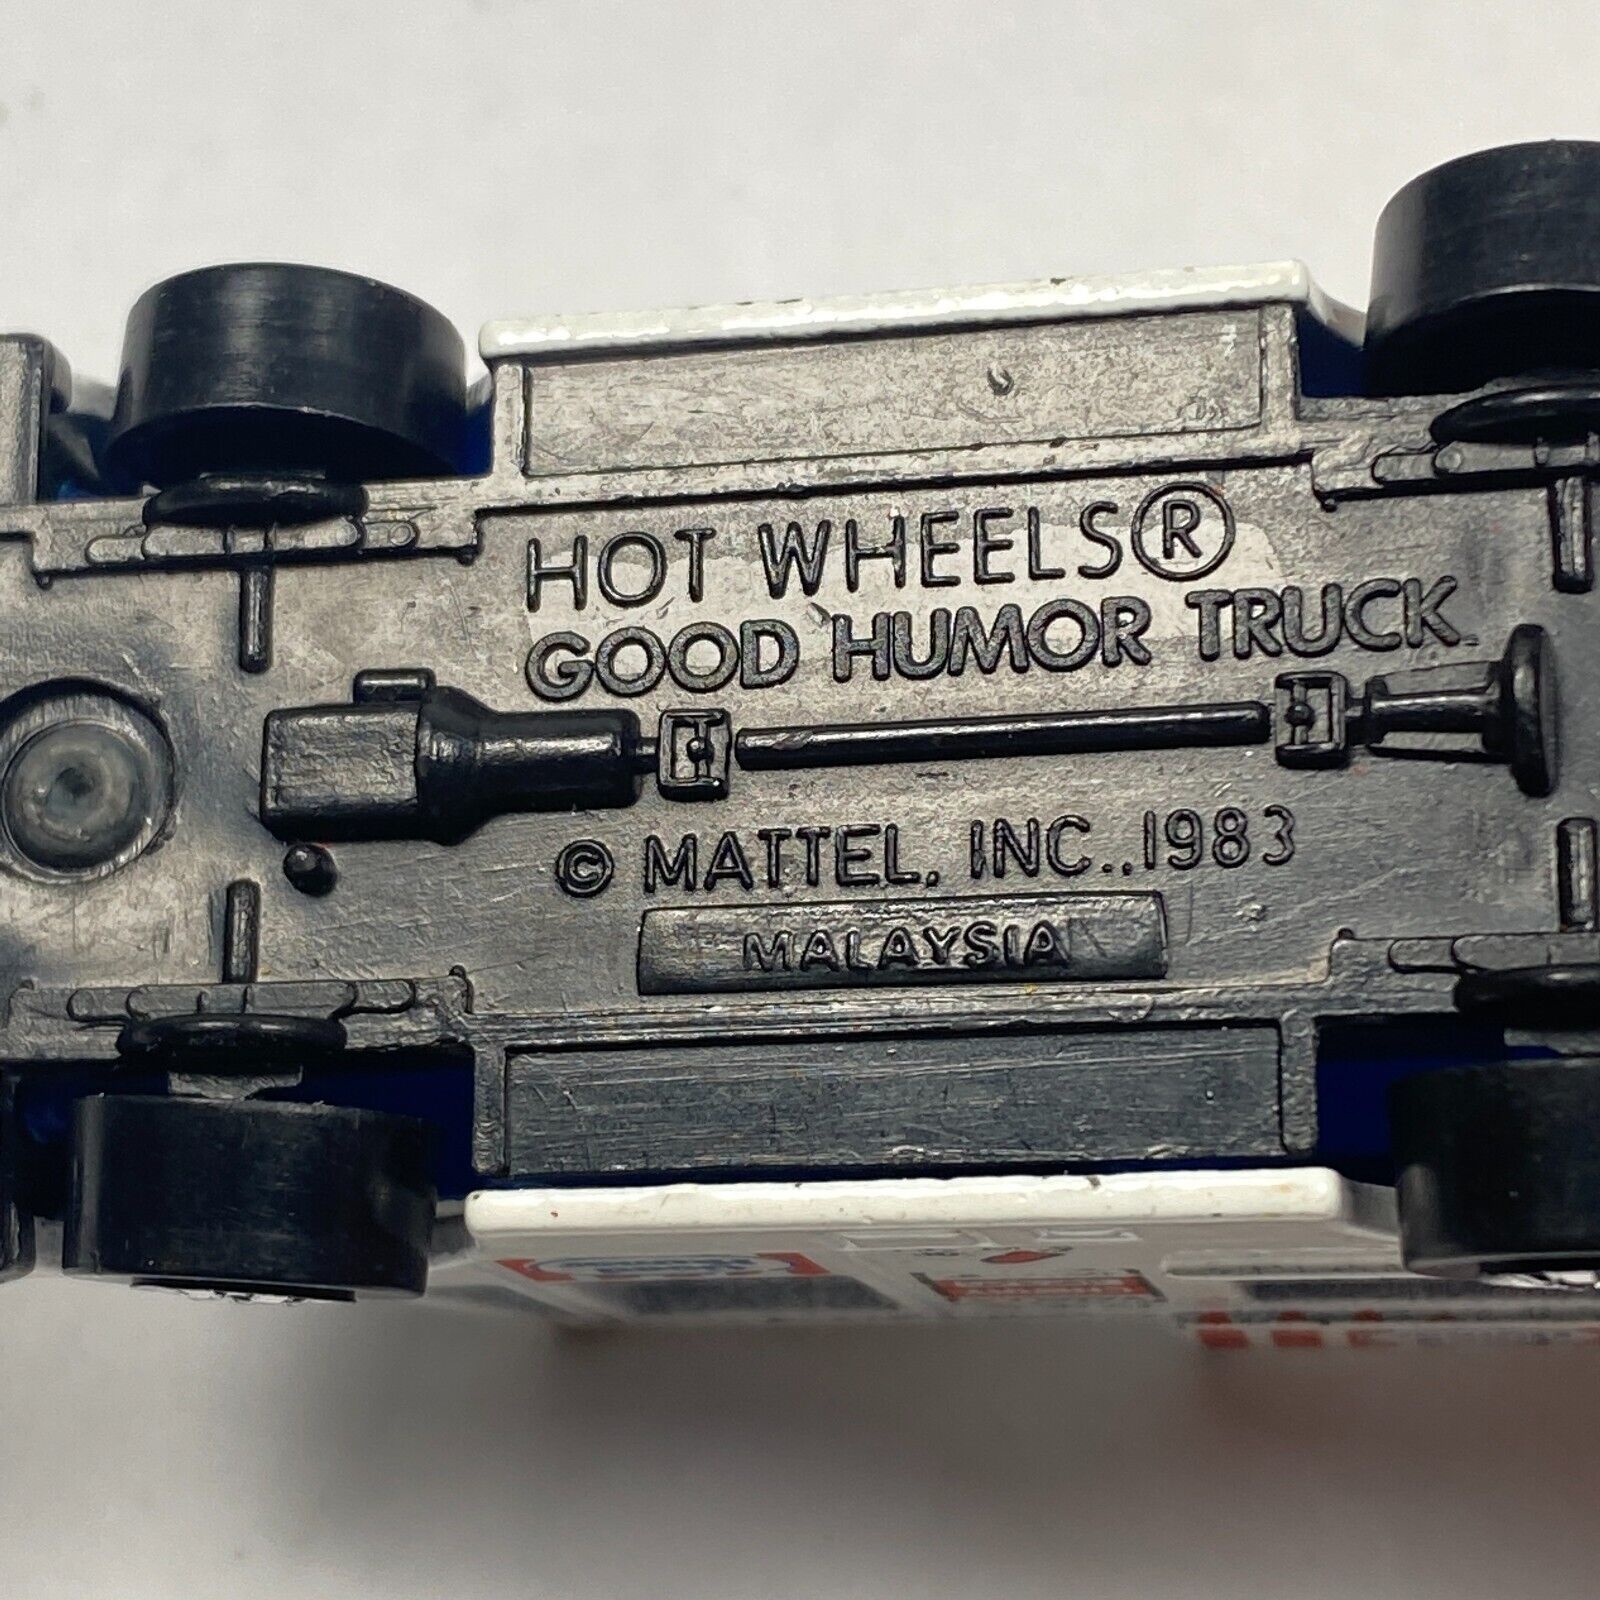 HOT WHEELS®
GOOD HUMOR TRUCK
© MATTEL, INC., 1983
MALAYSIA